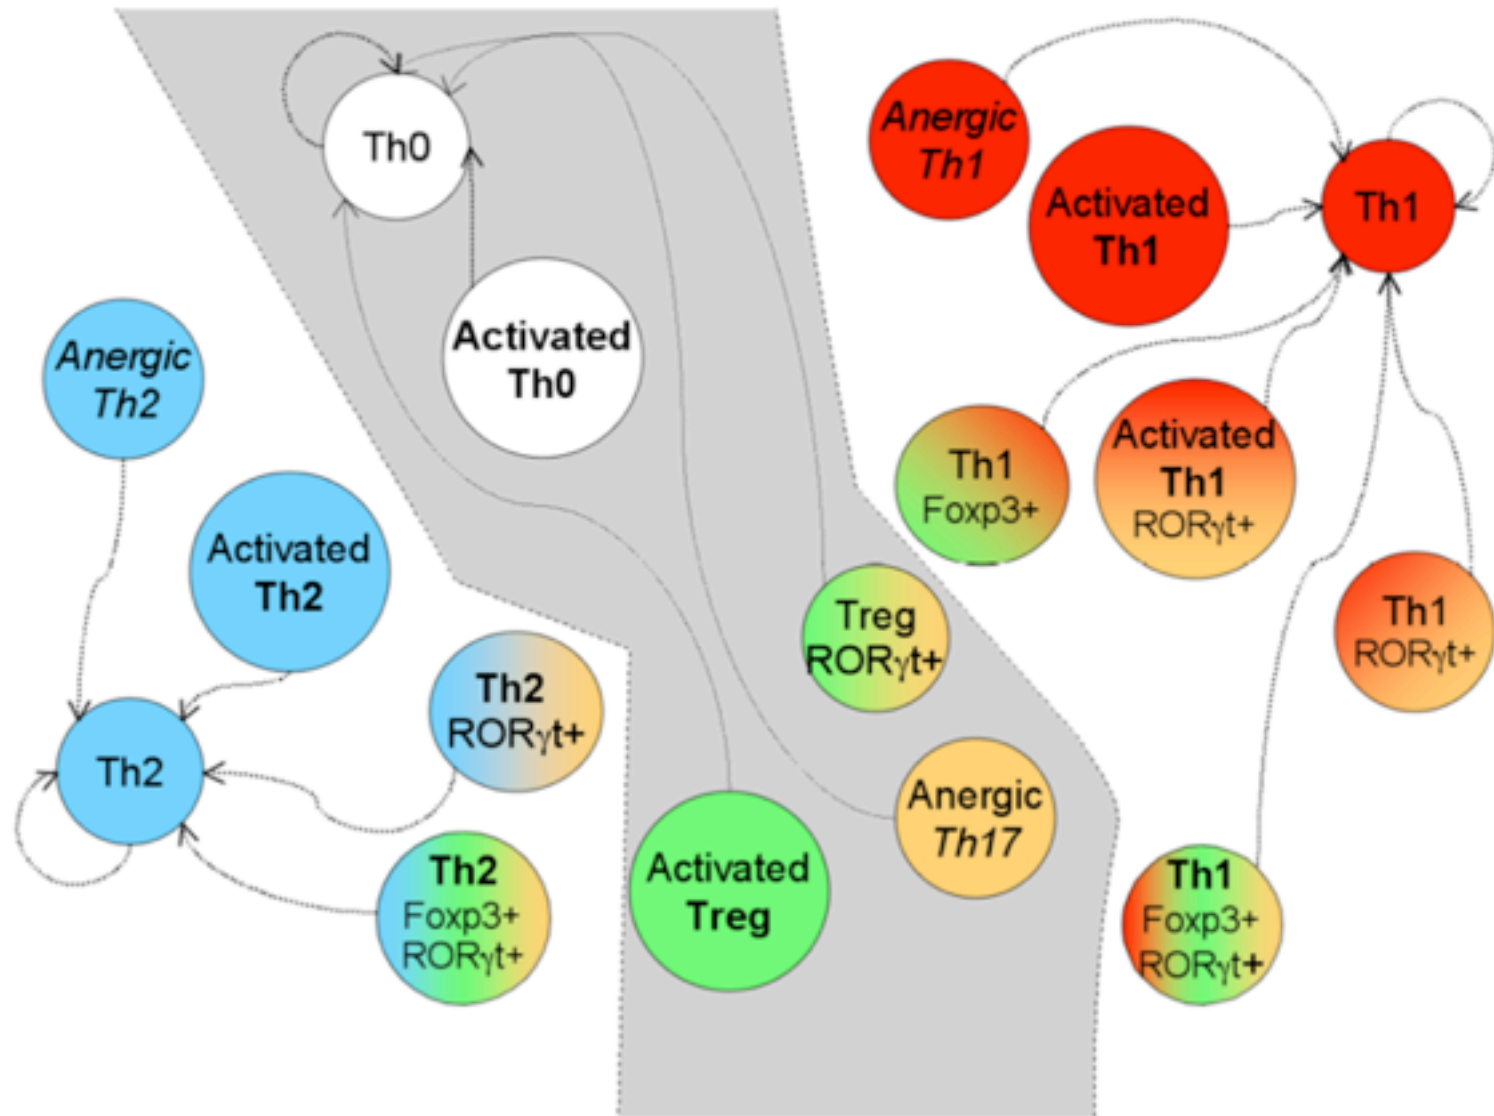 Th0
Anergic
Th1
Activated
Th1
Th1
Activated
Th0
Anergic
Th2
Th1
Foxp3+
Activated
Th1
RORγt+
Activated
Th2
Treg
RORγt+
Th1
RORγt+
Th2
RORγt+
Th2
Anergic
Th17
Activated
Treg
Th2
Foxp3+
RORγt+
Th1
Foxp3+
RORγt+